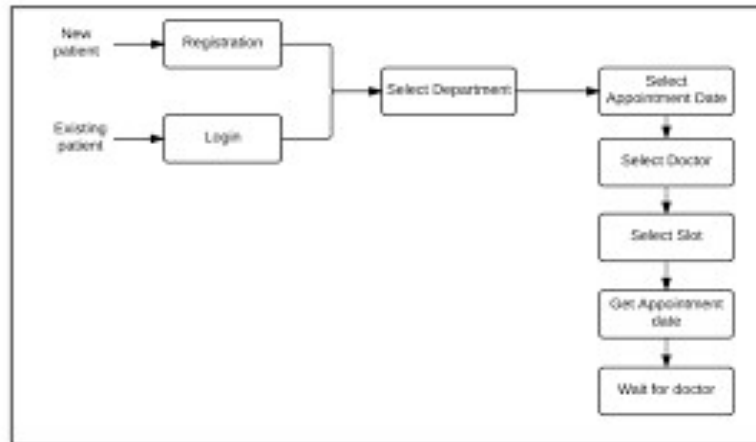 New
patient
Registration
Existing
patient
Login
Select Department
Select
Appointment Date
Select Doctor
Select Slot
Get Appointment
date
Wait for doctor